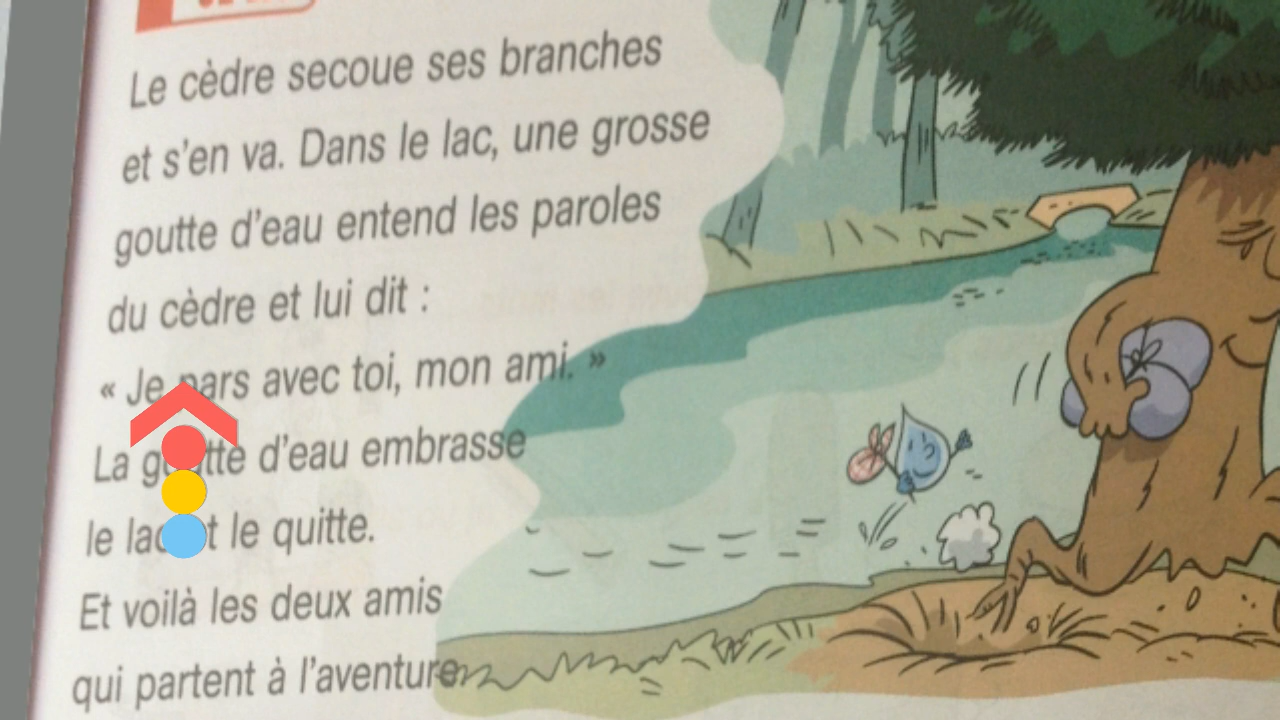 Le cèdre secoue ses branches
et s'en va. Dans le lac, une grosse
goutte d'eau entend les paroles
du cèdre et lui dit :
« Je pars avec toi, mon ami. »
La goutte d'eau embrasse
le lac et le quitte.
Et voilà les deux amis
qui partent à l'aventure.